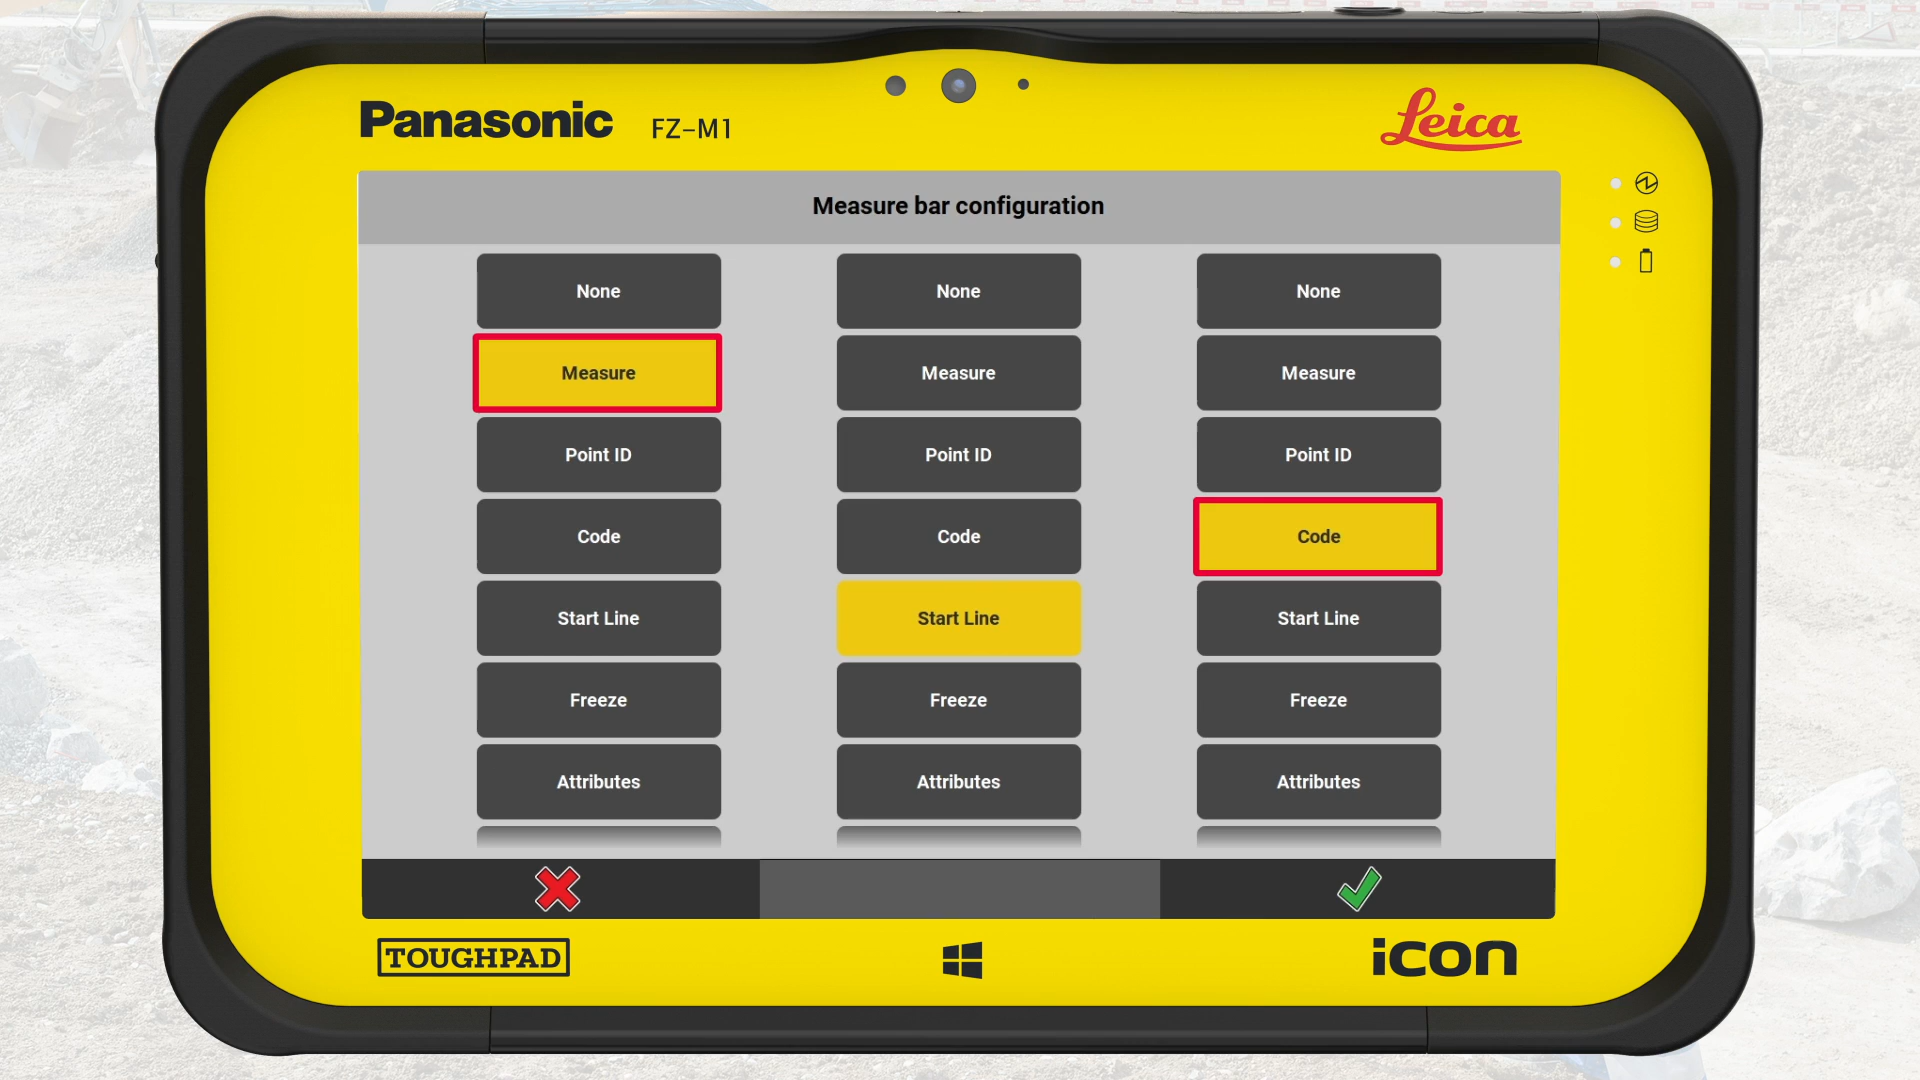 Panasonic FZ-M1 Leica
Measure bar configuration
None None None
Measure Measure Measure
Point ID Point ID Point ID
Code Code Code
Start Line Start Line Start Line
Freeze Freeze Freeze
Attributes Attributes Attributes
TOUGHPAD icon